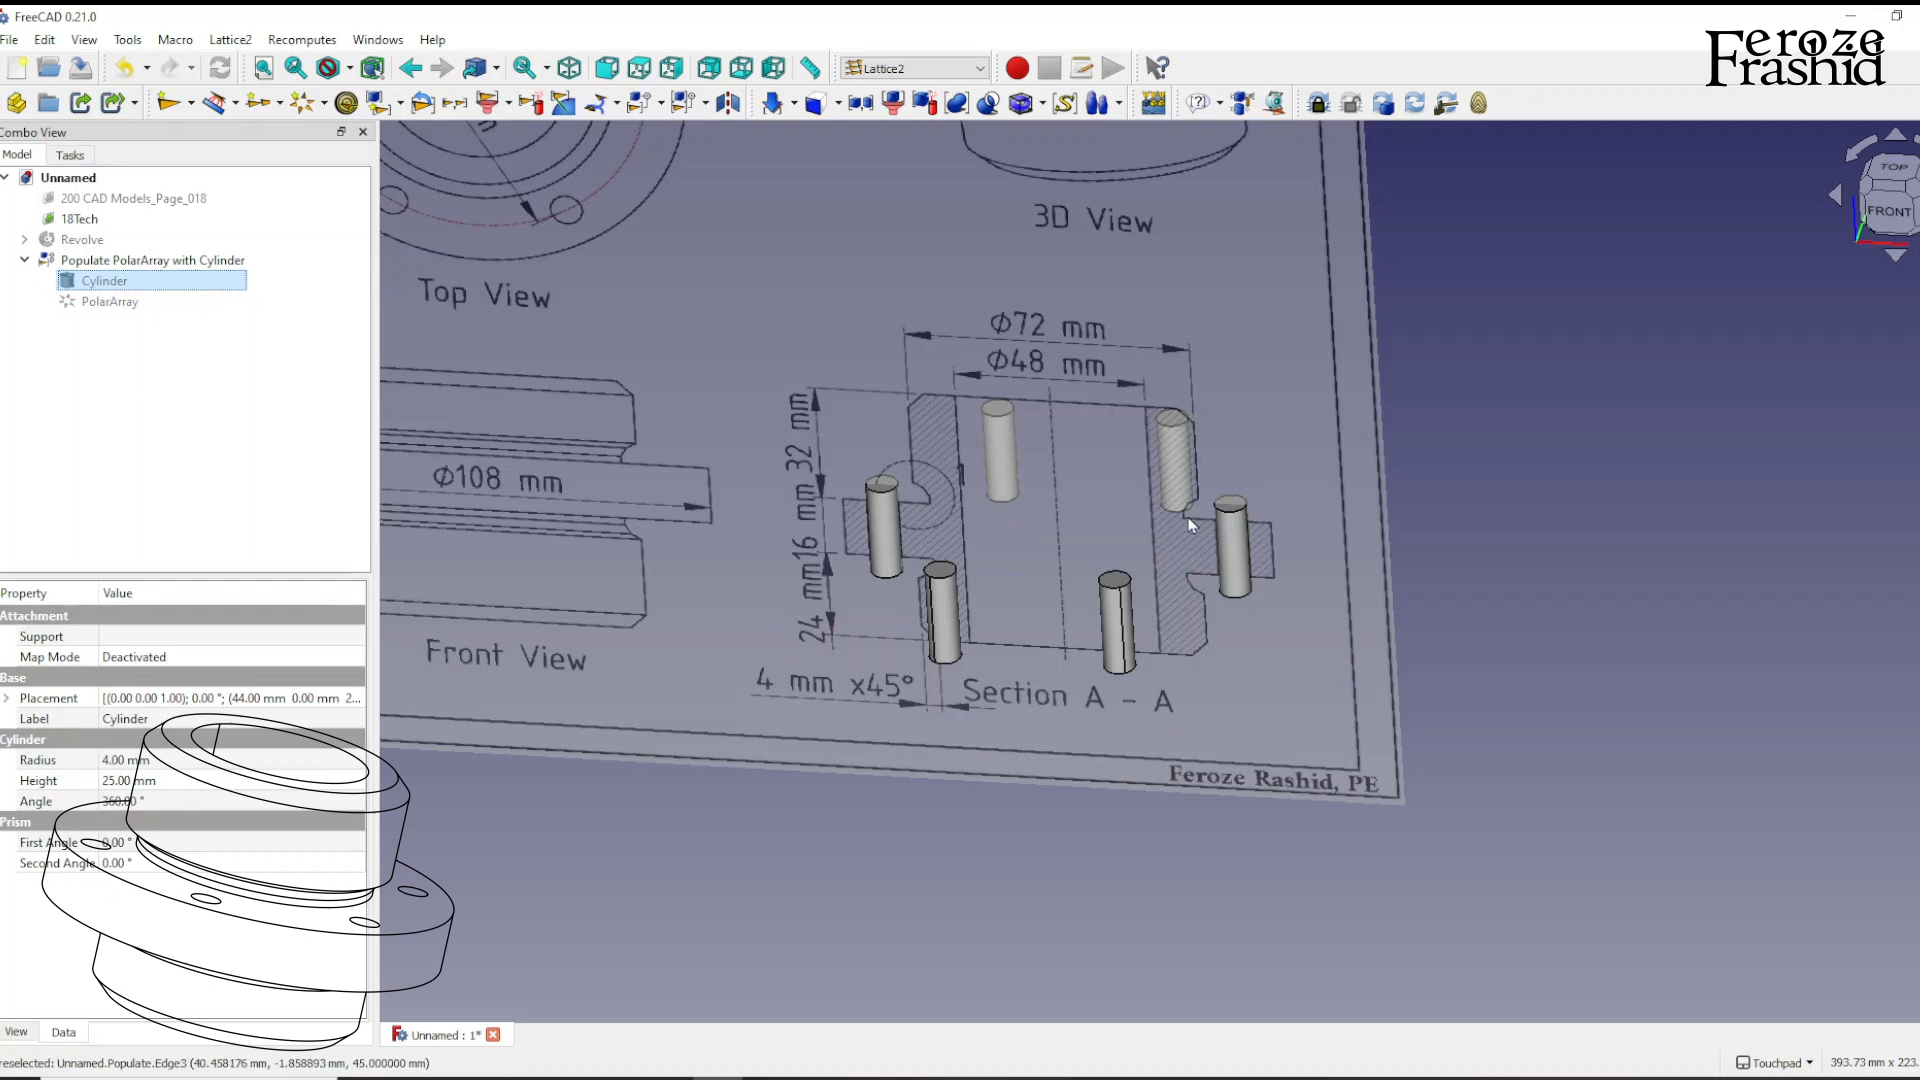 FreeCAD 0.21.0
File Edit View Tools Macro Lattice2 Recomputes Windows Help
Feroze
Frashid
Lattice2
Combo View
Model Tasks
Unnamed
200 CAD Models_Page_018
18Tech
Revolve
Populate PolarArray with Cylinder
Cylinder
PolarArray
Property Value
Attachment
Support
Map Mode Deactivated
Base
Placement [(0.00 0.00 1.00); 0.00 °; (44.00 mm 0.00 mm 2...
Label Cylinder
Cylinder
Radius 4.00 mm
Height 25.00 mm
Angle 360.00 °
Prism
First Angle 0.00 °
Second Angle 0.00 °
View Data
TOP
FRONT
3D View
Top View
Φ72 mm
Φ48 mm
32 mm
16 mm
24 mm
1
Φ108 mm
Front View
4 mm x45°
Section A - A
Feroze Rashid, PE
Unnamed : 1*
reselected: Unnamed.Populate.Edge3 (40.458176 mm, -1.858893 mm, 45.000000 mm)
Touchpad
393.73 mm x 223.